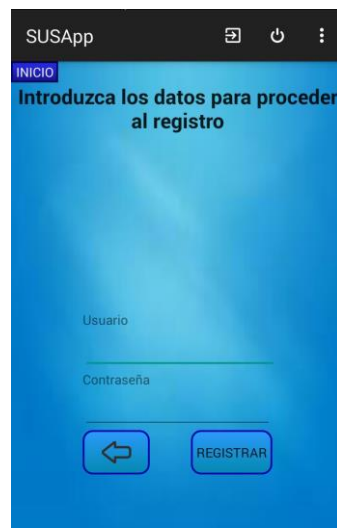 SUSApp
INICIO
Introduzca los datos para proceder
al registro
Usuario
Contraseña
REGISTRAR